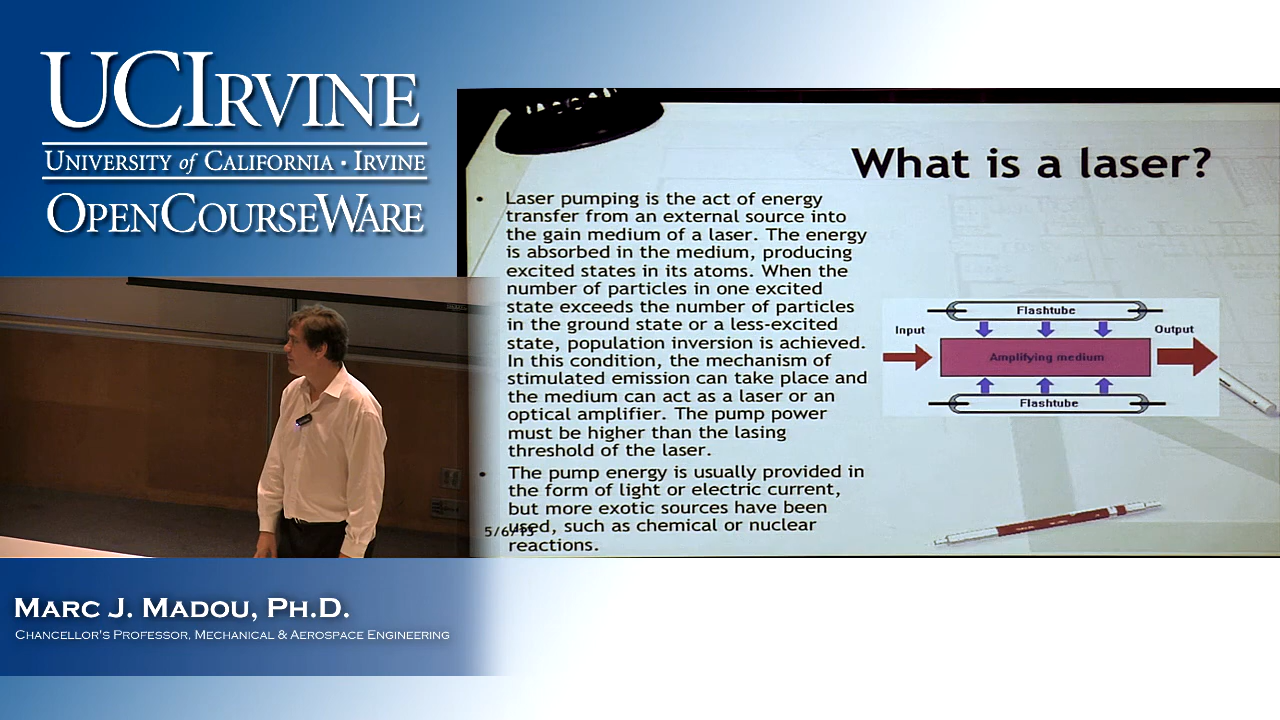 UCIRVINE
UNIVERSITY of CALIFORNIA · IRVINE
OPENCOURSEWARE
What is a laser?
• Laser pumping is the act of energy
transfer from an external source into
the gain medium of a laser. The energy
is absorbed in the medium, producing
excited states in its atoms. When the
number of particles in one excited
state exceeds the number of particles
in the ground state or a less-excited
state, population inversion is achieved.
In this condition, the mechanism of
stimulated emission can take place and
the medium can act as a laser or an
optical amplifier. The pump power
must be higher than the lasing
threshold of the laser.
• The pump energy is usually provided in
the form of light or electric current,
but more exotic sources have been
used, such as chemical or nuclear
reactions.
5/6/13
Flashtube
Input
Output
Amplifying medium
Flashtube
MARC J. MADOU, PH.D.
CHANCELLOR'S PROFESSOR, MECHANICAL & AEROSPACE ENGINEERING